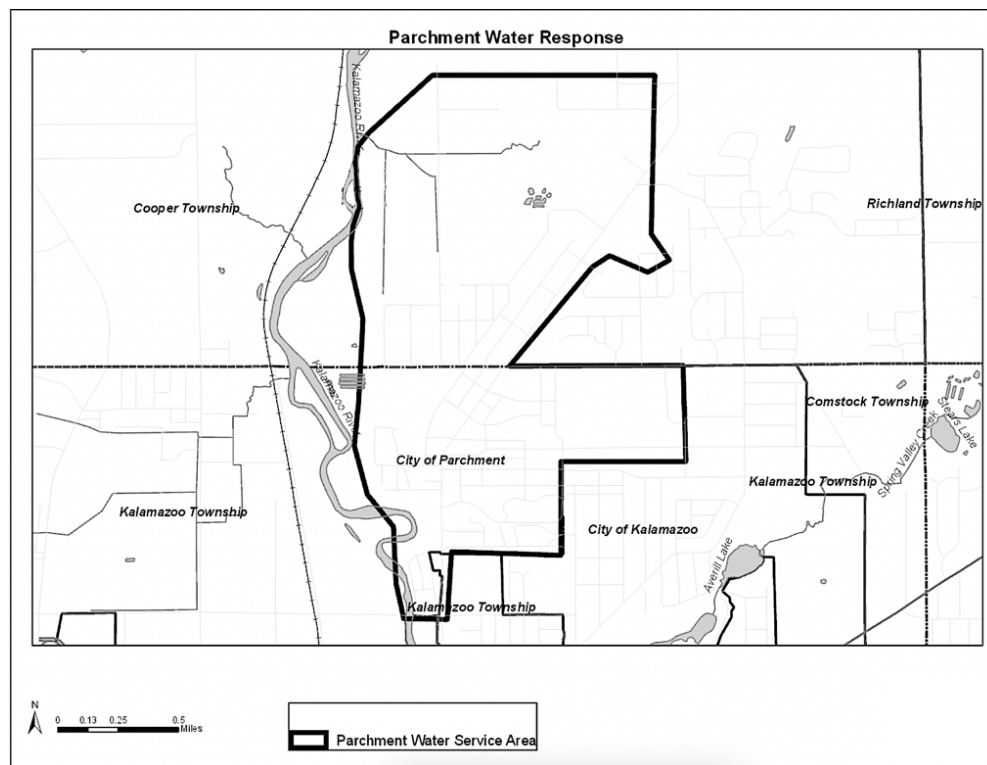 Parchment Water Response
Kalamazoo River
Cooper Township
Richland Township
Kalamazoo River
Comstock Township
Stears Lake
Spring Valley Creek
City of Parchment
Kalamazoo Township
Kalamazoo Township
City of Kalamazoo
Averill Lake
Kalamazoo Township
N
0 0.13 0.25 0.5
Miles
Parchment Water Service Area